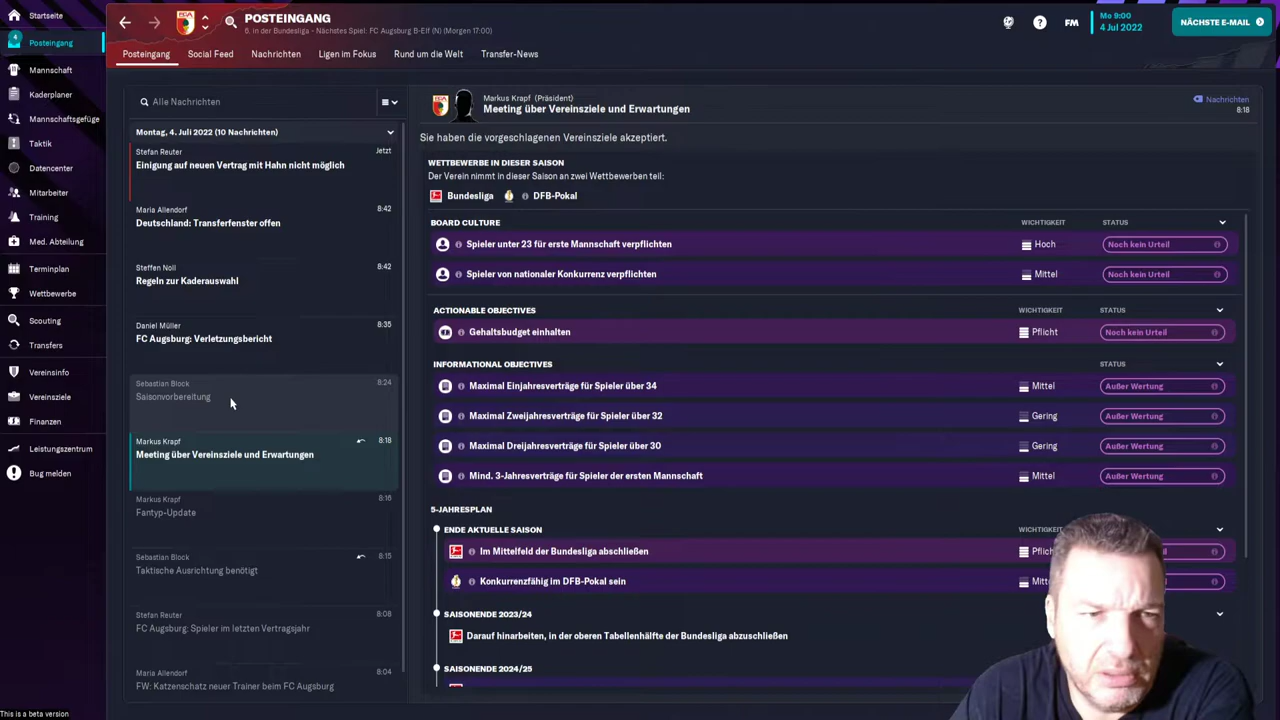 Startseite
4
Posteingang
Mannschaft
Kaderplaner
Mannschaftsgefüge
Taktik
Datencenter
Mitarbeiter
Training
Med. Abteilung
Terminplan
Wettbewerbe
Scouting
Transfers
Vereinsinfo
Vereinsziele
Finanzen
Leistungszentrum
Bug melden
This is a beta version
POSTEINGANG
6. in der Bundesliga - Nächstes Spiel: FC Augsburg B-Elf (N) (Morgen 17:00)
FM
Mo 9:00
4 Jul 2022
NÄCHSTE E-MAIL
Posteingang
Social Feed
Nachrichten
Ligen im Fokus
Rund um die Welt
Transfer-News
Alle Nachrichten
Montag, 4. Juli 2022 (10 Nachrichten)
Stefan Reuter Jetzt
Einigung auf neuen Vertrag mit Hahn nicht möglich
Maria Allendorf 8:42
Deutschland: Transferfenster offen
Steffen Noll 8:42
Regeln zur Kaderauswahl
Daniel Müller 8:35
FC Augsburg: Verletzungsbericht
Sebastian Block 8:24
Saisonvorbereitung
Markus Krapf 8:18
Meeting über Vereinsziele und Erwartungen
Markus Krapf 8:16
Fantyp-Update
Sebastian Block 8:15
Taktische Ausrichtung benötigt
Stefan Reuter 8:08
FC Augsburg: Spieler im letzten Vertragsjahr
Maria Allendorf 8:04
FW: Katzenschatz neuer Trainer beim FC Augsburg
Markus Krapf (Präsident)
Meeting über Vereinsziele und Erwartungen
Nachrichten
8:18
Sie haben die vorgeschlagenen Vereinsziele akzeptiert.
WETTBEWERBE IN DIESER SAISON
Der Verein nimmt in dieser Saison an zwei Wettbewerben teil:
Bundesliga DFB-Pokal
BOARD CULTURE WICHTIGKEIT STATUS
Spieler unter 23 für erste Mannschaft verpflichten Hoch Noch kein Urteil
Spieler von nationaler Konkurrenz verpflichten Mittel Noch kein Urteil
ACTIONABLE OBJECTIVES WICHTIGKEIT STATUS
Gehaltsbudget einhalten Pflicht Noch kein Urteil
INFORMATIONAL OBJECTIVES STATUS
Maximal Einjahresverträge für Spieler über 34 Mittel Außer Wertung
Maximal Zweijahresverträge für Spieler über 32 Gering Außer Wertung
Maximal Dreijahresverträge für Spieler über 30 Gering Außer Wertung
Mind. 3-Jahresverträge für Spieler der ersten Mannschaft Mittel Außer Wertung
5-JAHRESPLAN
ENDE AKTUELLE SAISON
Im Mittelfeld der Bundesliga abschließen
Konkurrenzfähig im DFB-Pokal sein
SAISONENDE 2023/24
Darauf hinarbeiten, in der oberen Tabellenhälfte der Bundesliga abzuschließen
SAISONENDE 2024/25